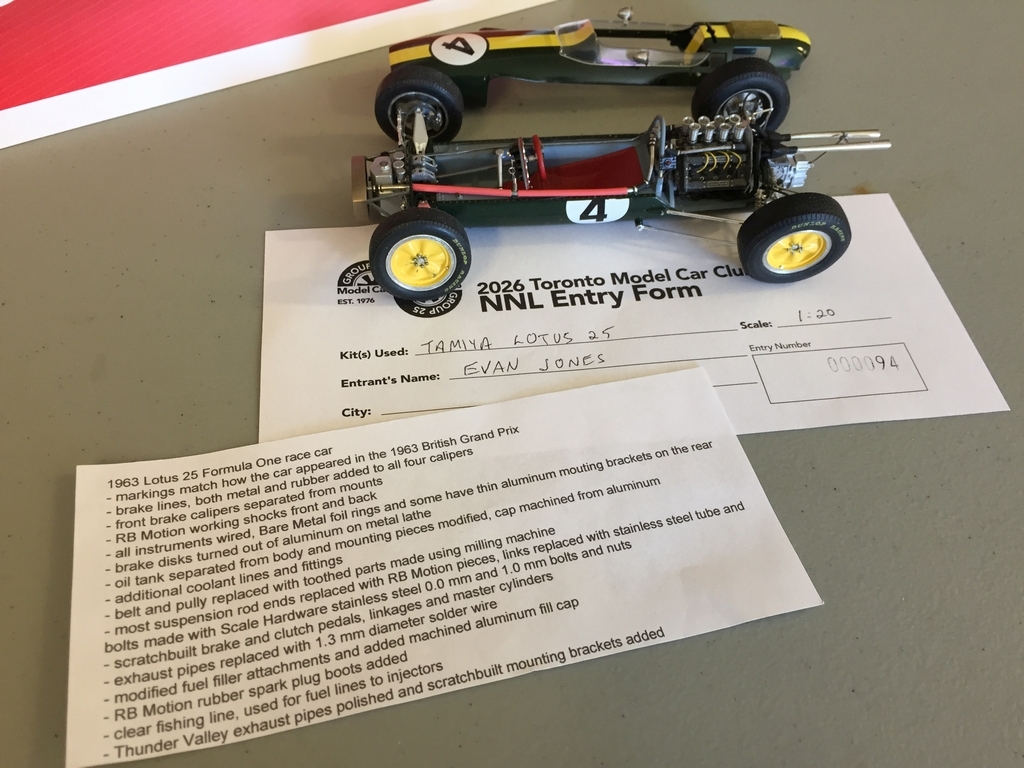 4
4
DUNLOP
DUNLOP RACING
GROUP
Model Ca
EST. 1976
GROUP 25
2026 Toronto Model Car Clu
NNL Entry Form
Kit(s) Used: TAMIYA LOTUS 25
Scale: 1:20
Entrant's Name: EVAN JONES
Entry Number
000094
City:
1963 Lotus 25 Formula One race car
- markings match how the car appeared in the 1963 British Grand Prix
- brake lines, both metal and rubber added to all four calipers
- front brake calipers separated from mounts
- RB Motion working shocks front and back
- all instruments wired, Bare Metal foil rings and some have thin aluminum mouting brackets on the rear
- brake disks turned out of aluminum on metal lathe
- oil tank separated from body and mounting pieces modified, cap machined from aluminum
- additional coolant lines and fittings
- belt and pully replaced with toothed parts made using milling machine
- most suspension rod ends replaced with RB Motion pieces, links replaced with stainless steel tube and
bolts made with Scale Hardware stainless steel 0.0 mm and 1.0 mm bolts and nuts
- scratchbuilt brake and clutch pedals, linkages and master cylinders
- exhaust pipes replaced with 1.3 mm diameter solder wire
- modified fuel filler attachments and added machined aluminum fill cap
- RB Motion rubber spark plug boots added
- clear fishing line, used for fuel lines to injectors
- Thunder Valley exhaust pipes polished and scratchbuilt mounting brackets added